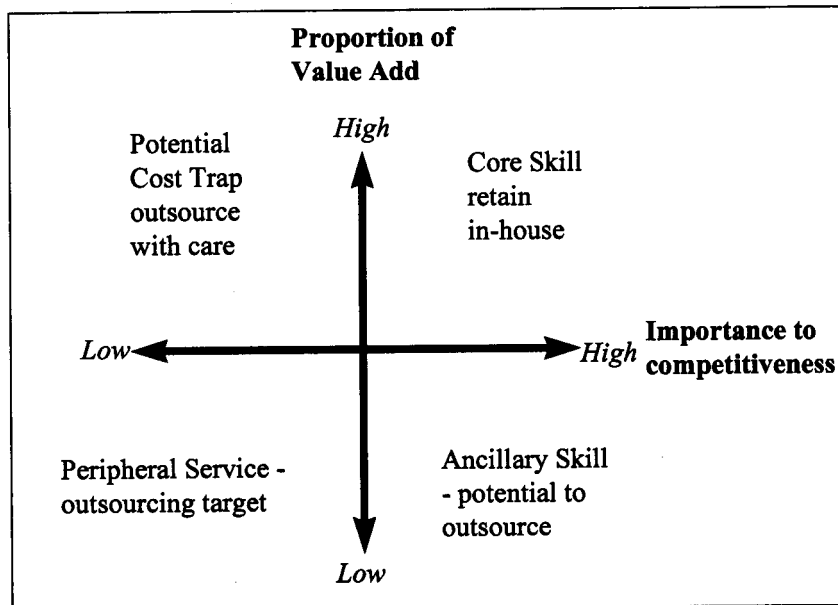 Proportion of
Value Add
High
Potential
Cost Trap
outsource
with care
Core Skill
retain
in-house
Low
High
Importance to
competitiveness
Peripheral Service -
outsourcing target
Ancillary Skill
- potential to
outsource
Low